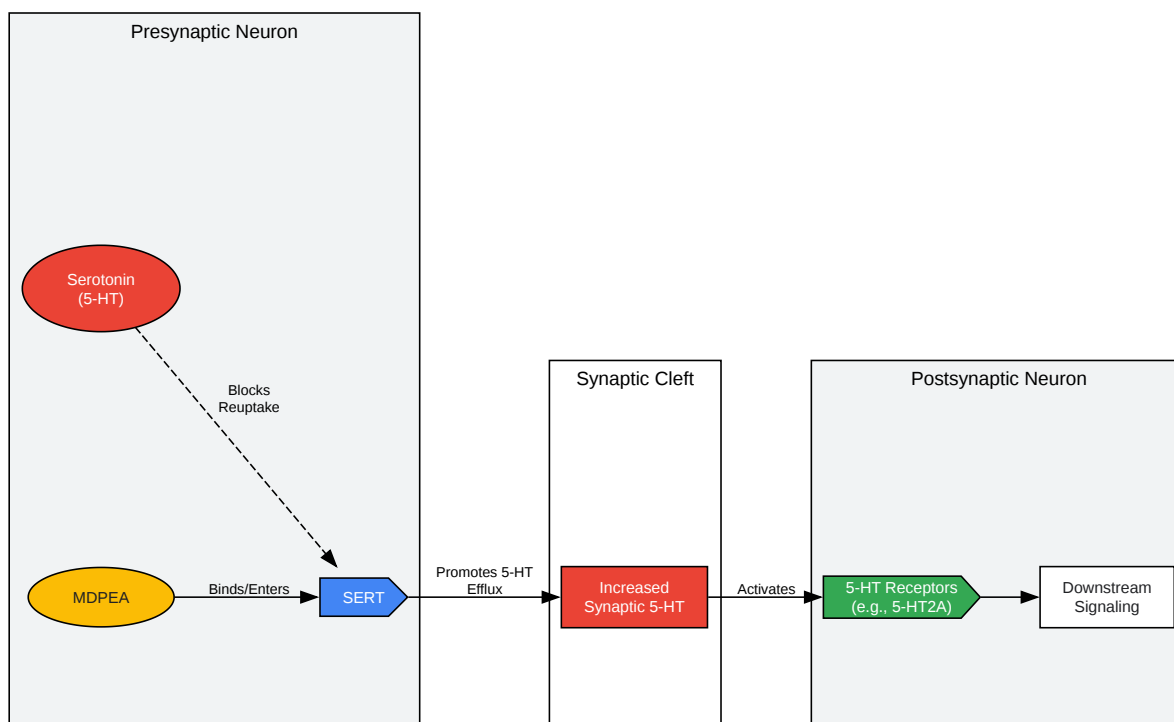 Presynaptic Neuron
Serotonin
(5-HT)
Blocks
Reuptake
Synaptic Cleft
Postsynaptic Neuron
MDPEA
Binds/Enters
SERT
Promotes 5-HT
Efflux
Increased
Synaptic 5-HT
Activates
5-HT Receptors
(e.g., 5-HT2A)
Downstream
Signaling